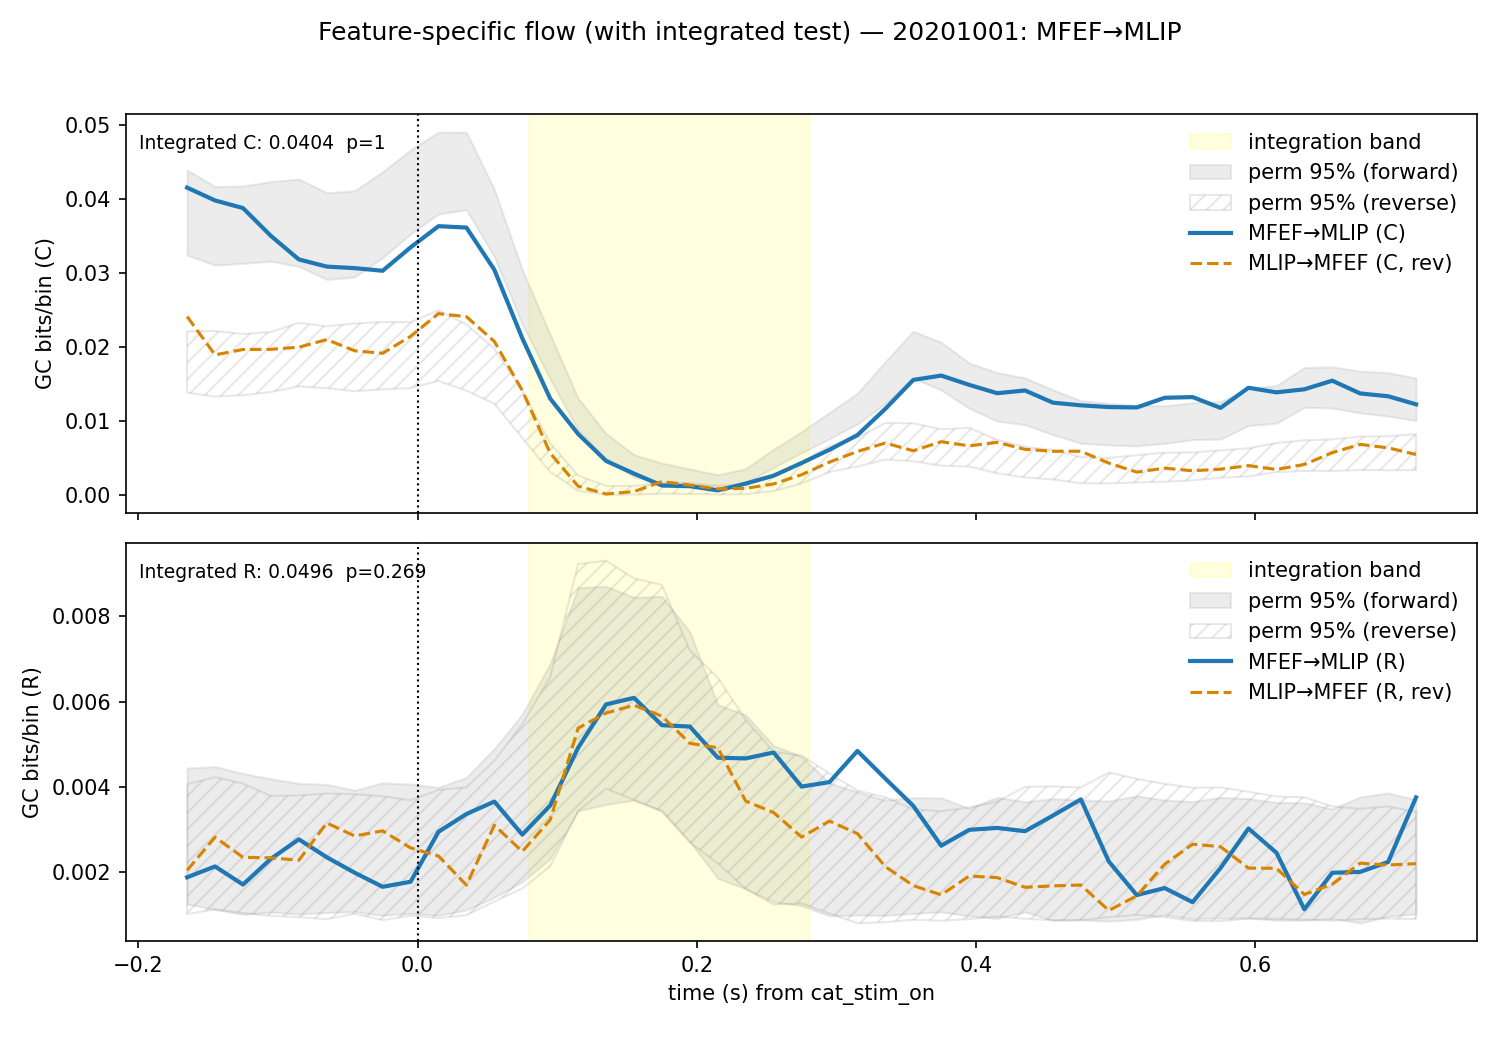 Feature-specific flow (with integrated test) — 20201001: MFEF→MLIP
Integrated C: 0.0404  p=1
integration band
perm 95% (forward)
perm 95% (reverse)
MFEF→MLIP (C)
MLIP→MFEF (C, rev)
GC bits/bin (C)
0.05
0.04
0.03
0.02
0.01
0.00
Integrated R: 0.0496  p=0.269
integration band
perm 95% (forward)
perm 95% (reverse)
MFEF→MLIP (R)
MLIP→MFEF (R, rev)
GC bits/bin (R)
0.008
0.006
0.004
0.002
−0.2 0.0 0.2 0.4 0.6
time (s) from cat_stim_on